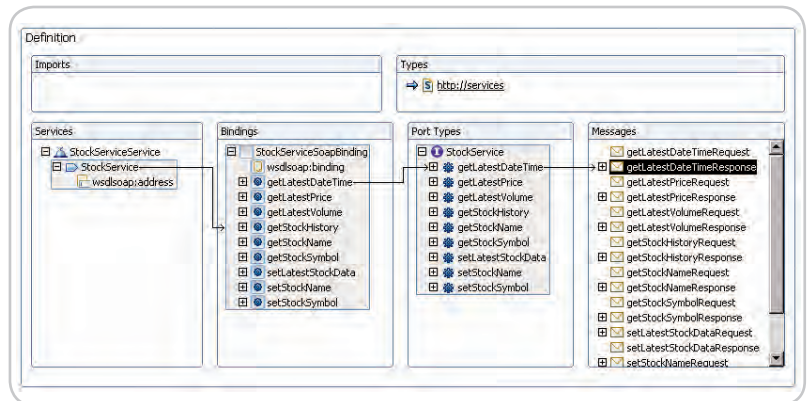 Definition
Imports
Types
http://services
Services
StockServiceService
StockService
wsdlsoap:address
Bindings
StockServiceSoapBinding
wsdlsoap:binding
getLatestDateTime
getLatestPrice
getLatestVolume
getStockHistory
getStockName
getStockSymbol
setLatestStockData
setStockName
setStockSymbol
Port Types
StockService
getLatestDateTime
getLatestPrice
getLatestVolume
getStockHistory
getStockName
getStockSymbol
setLatestStockData
setStockName
setStockSymbol
Messages
getLatestDateTimeRequest
getLatestDateTimeResponse
getLatestPriceRequest
getLatestPriceResponse
getLatestVolumeRequest
getLatestVolumeResponse
getStockHistoryRequest
getStockHistoryResponse
getStockNameRequest
getStockNameResponse
getStockSymbolRequest
getStockSymbolResponse
setLatestStockDataRequest
setLatestStockDataResponse
setStockNameRequest